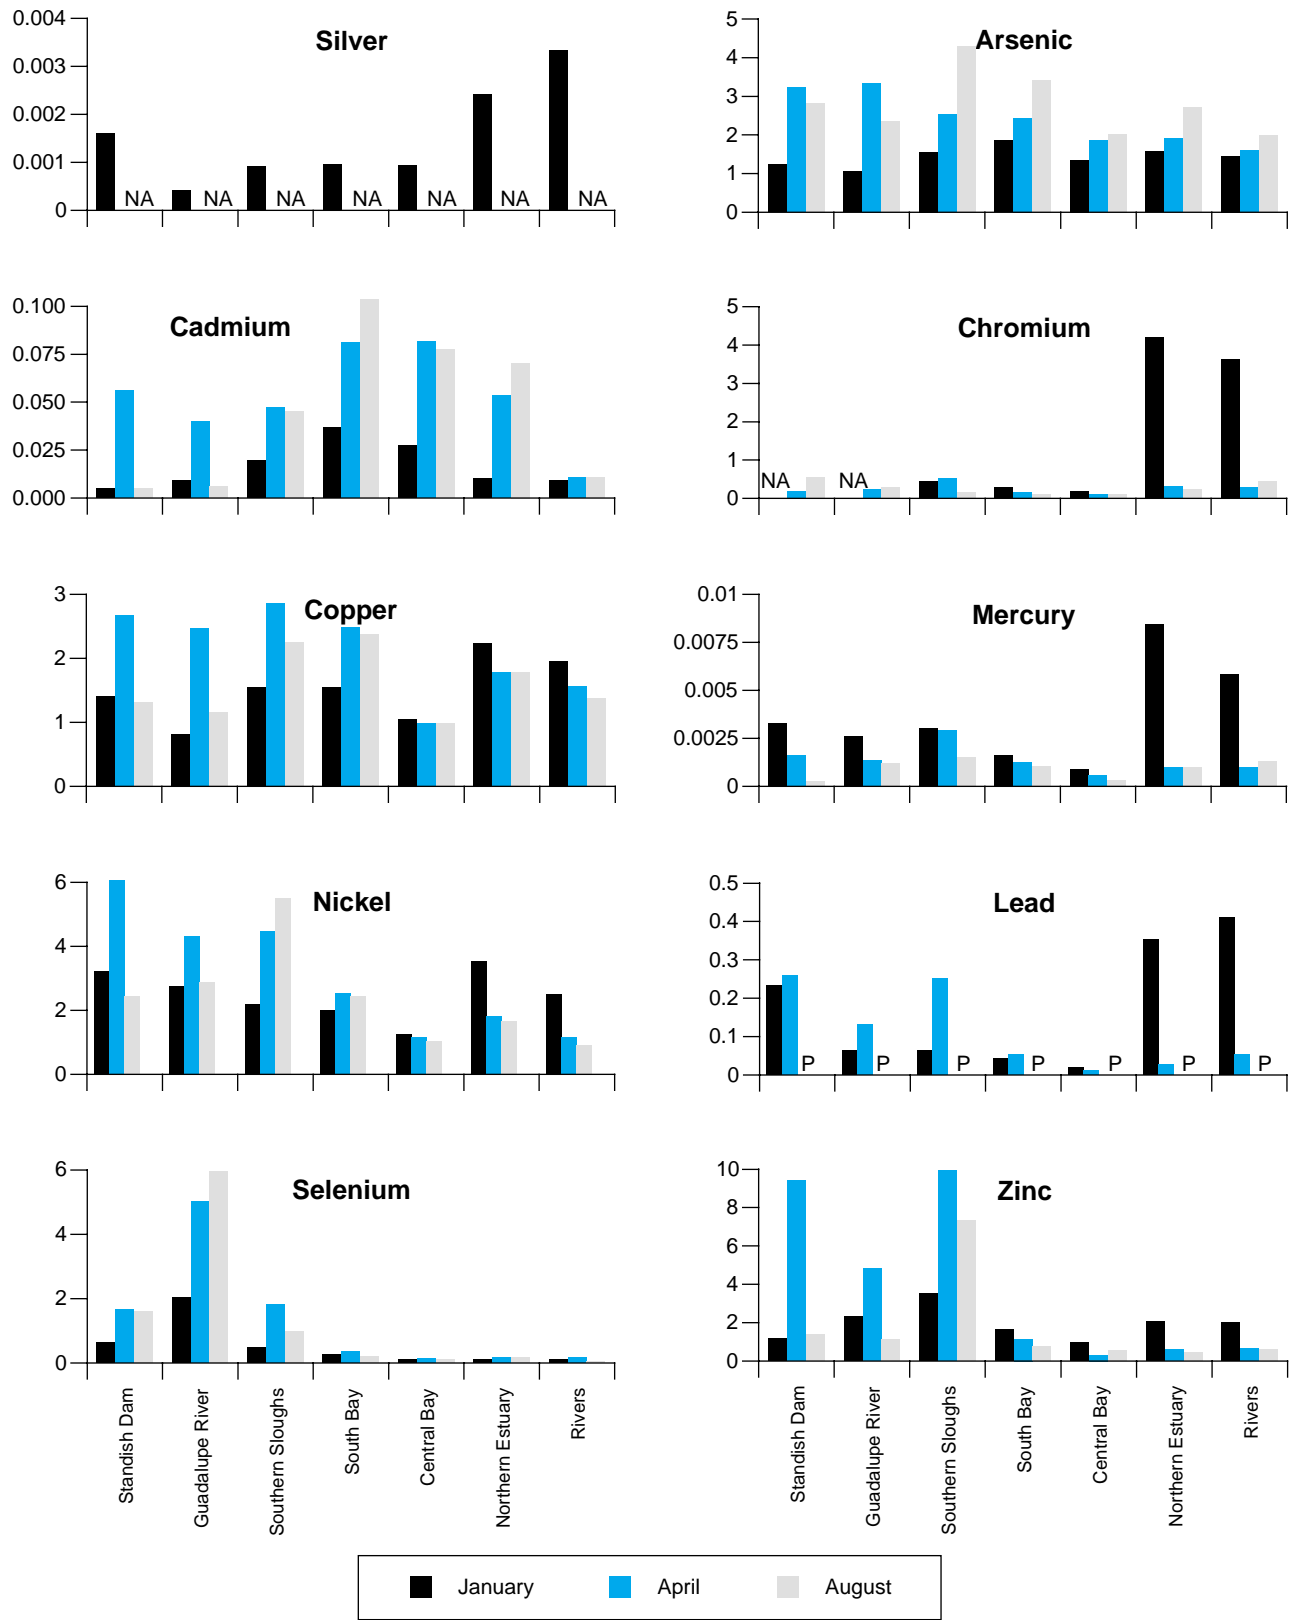 Silver
0.004
0.003
0.002
0.001
0
NA NA NA NA NA NA NA
Arsenic
5
4
3
2
1
0
Cadmium
0.100
0.075
0.050
0.025
0.000
Chromium
5
4
3
2
1
0
NA NA
Copper
3
2
1
0
Mercury
0.01
0.0075
0.005
0.0025
0
Nickel
6
4
2
0
Lead
0.5
0.4
0.3
0.2
0.1
0
P P P P P P P
Selenium
6
4
2
0
Standish Dam
Guadalupe River
Southern Sloughs
South Bay
Central Bay
Northern Estuary
Rivers
Zinc
10
8
6
4
2
0
Standish Dam
Guadalupe River
Southern Sloughs
South Bay
Central Bay
Northern Estuary
Rivers
January April August